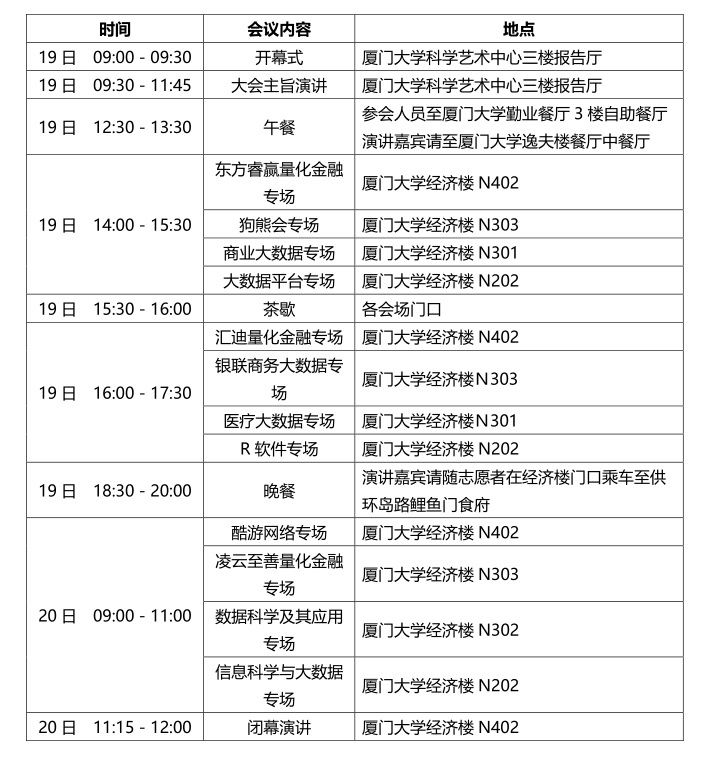 时间 会议内容 地点
19 日 09:00 - 09:30 开幕式 厦门大学科学艺术中心三楼报告厅
19 日 09:30 - 11:45 大会主旨演讲 厦门大学科学艺术中心三楼报告厅
19 日 12:30 - 13:30 午餐 参会人员至厦门大学勤业餐厅 3 楼自助餐厅
演讲嘉宾请至厦门大学逸夫楼餐厅中餐厅
19 日 14:00 - 15:30 东方睿赢量化金融
专场 厦门大学经济楼 N402
狗熊会专场 厦门大学经济楼 N303
商业大数据专场 厦门大学经济楼 N301
大数据平台专场 厦门大学经济楼 N202
19 日 15:30 - 16:00 茶歇 各会场门口
19 日 16:00 - 17:30 汇迪量化金融专场 厦门大学经济楼 N402
银联商务大数据专
场 厦门大学经济楼N303
医疗大数据专场 厦门大学经济楼N301
R 软件专场 厦门大学经济楼 N202
19 日 18:30 - 20:00 晚餐 演讲嘉宾请随志愿者在经济楼门口乘车至供
环岛路鲤鱼门食府
20 日 09:00 - 11:00 酷游网络专场 厦门大学经济楼 N402
凌云至善量化金融
专场 厦门大学经济楼 N303
数据科学及其应用
专场 厦门大学经济楼 N302
信息科学与大数据
专场 厦门大学经济楼 N202
20 日 11:15 - 12:00 闭幕演讲 厦门大学经济楼 N402